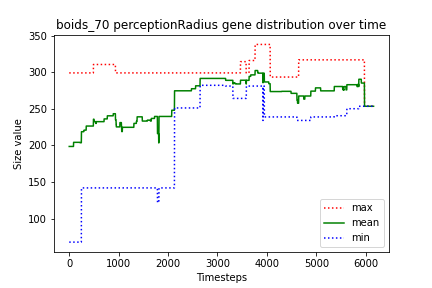 boids_70 perceptionRadius gene distribution over time
350
300
250
200
150
100
Size value
0
1000
2000
3000
4000
5000
6000
Timesteps
max
mean
min